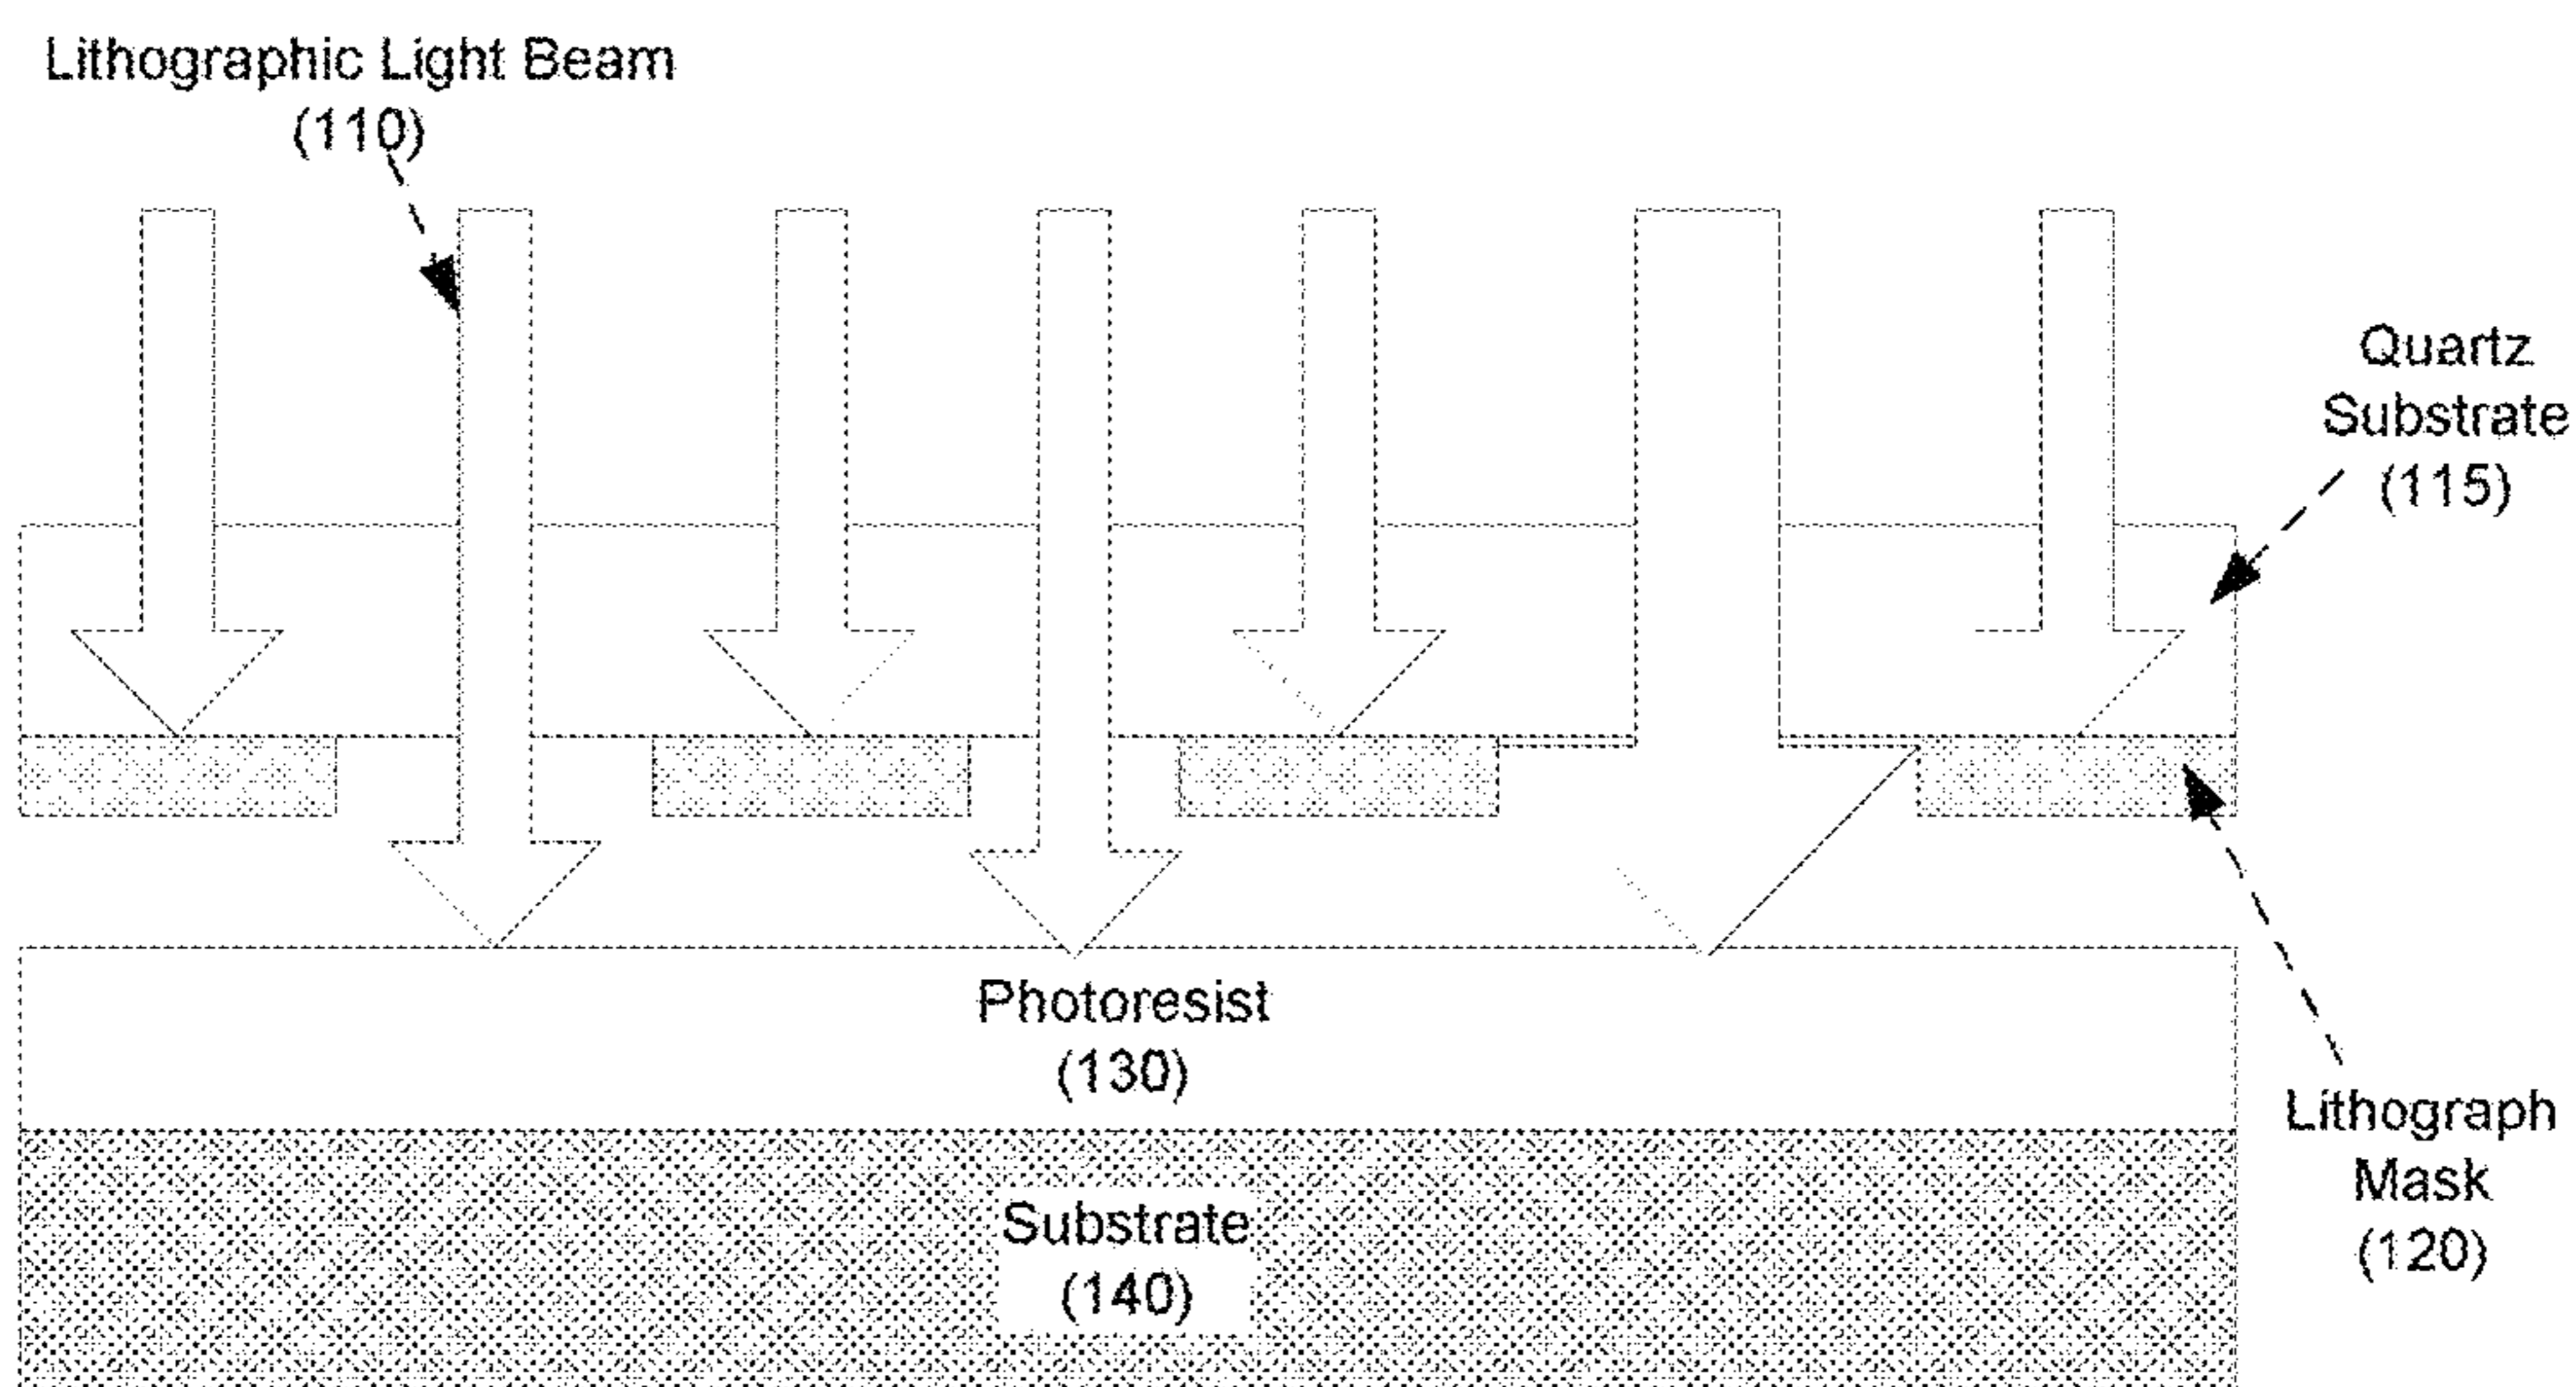 Lithographic Light Beam
(110)
Quartz
Substrate
(115)
Photoresist
(130)
Lithograph
Mask
(120)
Substrate
(140)